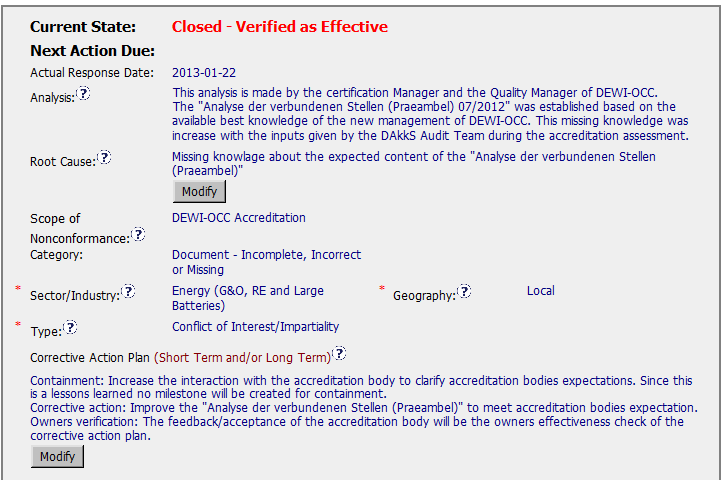 Current State: Closed - Verified as Effective
Next Action Due:
Actual Response Date: 2013-01-22
Analysis:? This analysis is made by the certification Manager and the Quality Manager of DEWI-OCC.
The "Analyse der verbundenen Stellen (Praeambel) 07/2012" was established based on the
available best knowledge of the new management of DEWI-OCC. This missing knowledge was
increase with the inputs given by the DAkkS Audit Team during the accreditation assessment.
Root Cause:? Missing knowlage about the expected content of the "Analyse der verbundenen Stellen
(Praeambel)"
Modify
Scope of DEWI-OCC Accreditation
Nonconformance:?
Category: Document - Incomplete, Incorrect
or Missing
* Sector/Industry:? Energy (G&O, RE and Large * Geography:? Local
Batteries)
* Type:? Conflict of Interest/Impartiality
Corrective Action Plan (Short Term and/or Long Term)?
Containment: Increase the interaction with the accreditation body to clarify accreditation bodies expectations. Since this
is a lessons learned no milestone will be created for containment.
Corrective action: Improve the "Analyse der verbundenen Stellen (Praeambel)" to meet accreditation bodies expectation.
Owners verification: The feedback/acceptance of the accreditation body will be the owners effectiveness check of the
corrective action plan.
Modify